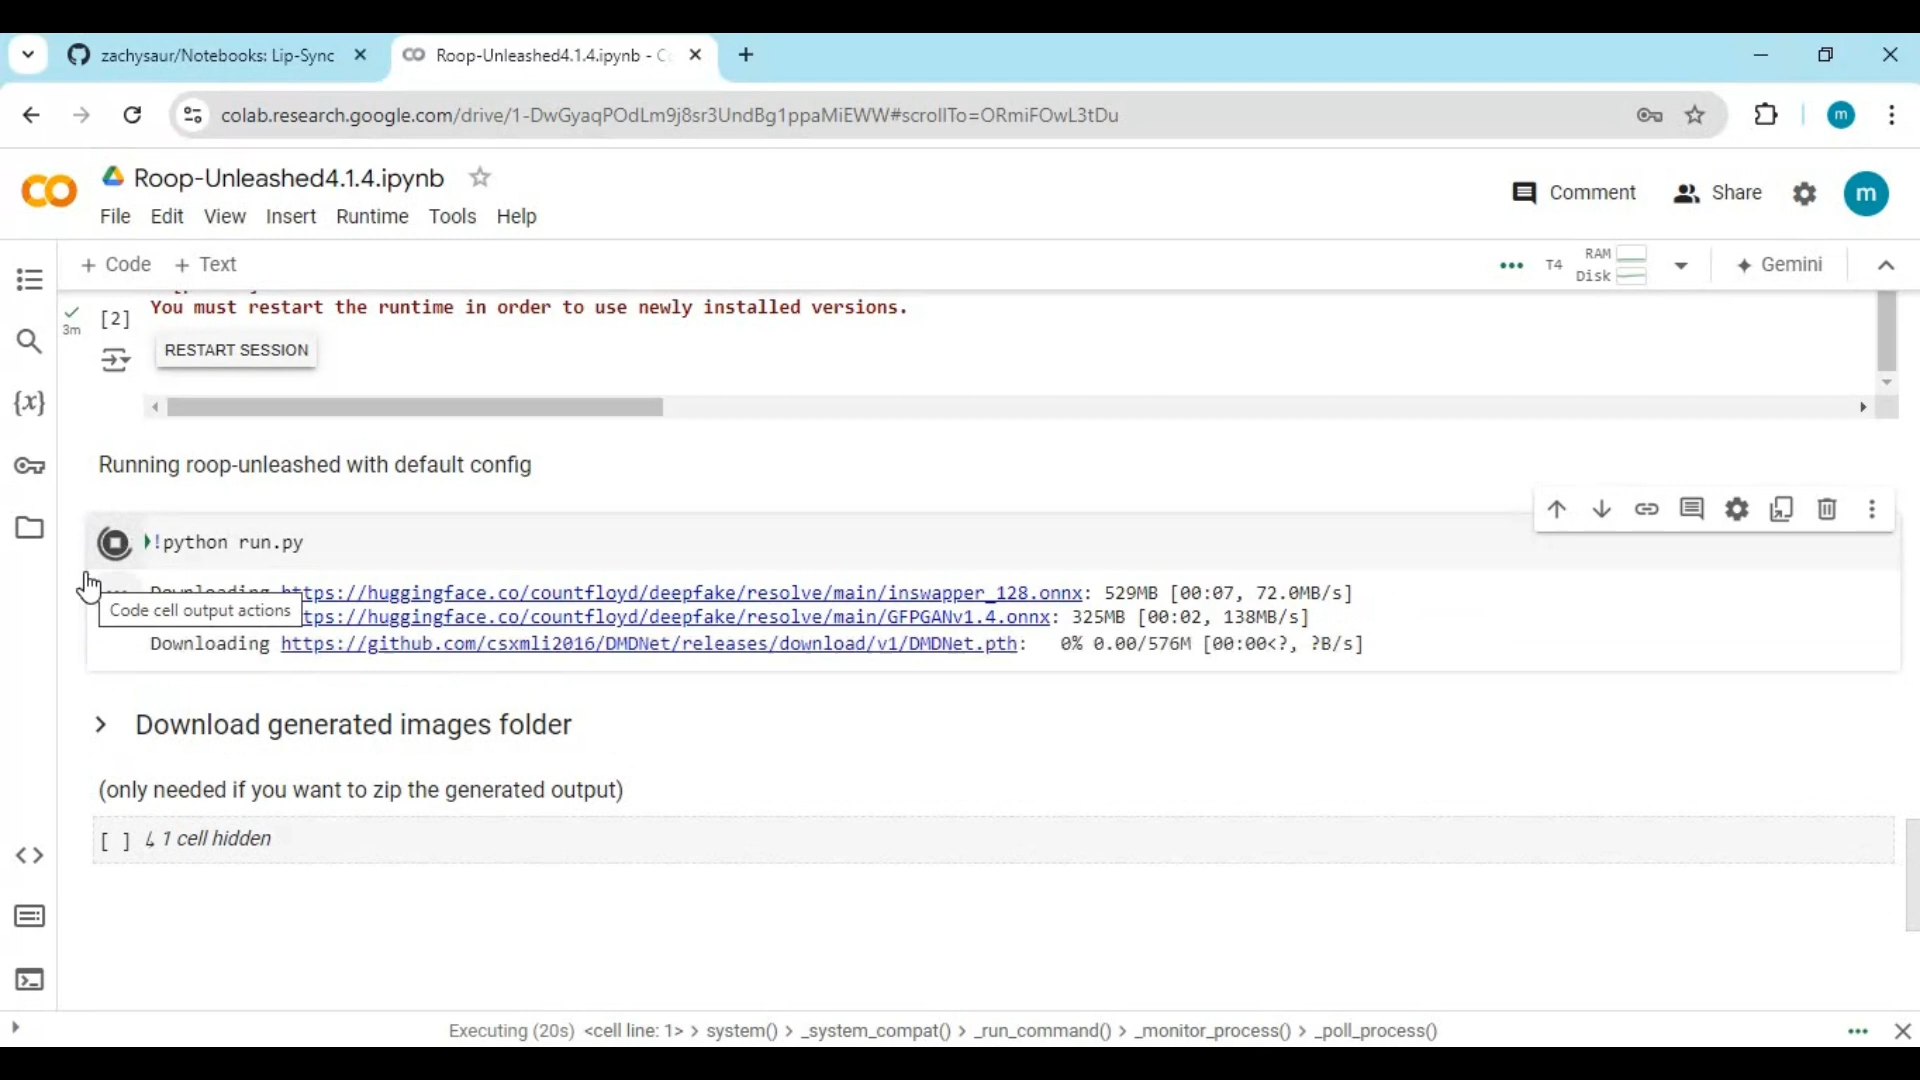 zachysaur/Notebooks: Lip-Sync
Roop-Unleashed4.1.4.ipynb - C
colab.research.google.com/drive/1-DwGyaqPOdLm9j8sr3UndBg1ppaMiEWW#scrollTo=ORmiFOwL3tDu
m
CO
Roop-Unleashed4.1.4.ipynb
Comment
Share
m
File Edit View Insert Runtime Tools Help
+ Code + Text
T4
RAM
Disk
Gemini
You must restart the runtime in order to use newly installed versions.
3m
[2]
RESTART SESSION
{x}
Running roop-unleashed with default config
!python run.py
Downloading https://huggingface.co/countfloyd/deepfake/resolve/main/inswapper_128.onnx: 529MB [00:07, 72.0MB/s]
Code cell output actions
tps://huggingface.co/countfloyd/deepfake/resolve/main/GFPGANv1.4.onnx: 325MB [00:02, 138MB/s]
Downloading https://github.com/csxmli2016/DMDNet/releases/download/v1/DMDNet.pth: 0% 0.00/576M [00:00<?, ?B/s]
Download generated images folder
(only needed if you want to zip the generated output)
[ ] ↳ 1 cell hidden
Executing (20s) <cell line: 1> > system() > _system_compat() > _run_command() > _monitor_process() > _poll_process()